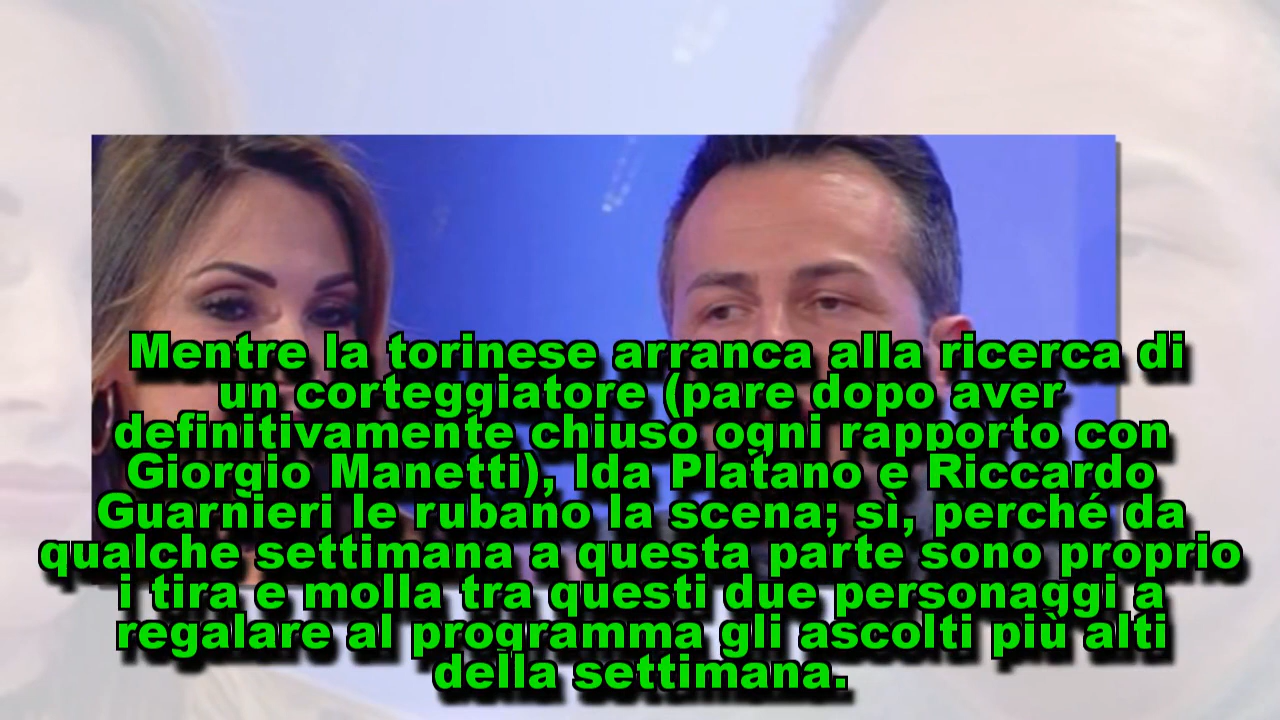 Mentre la torinese arranca alla ricerca di
un corteggiatore (pare dopo aver
definitivamente chiuso ogni rapporto con
Giorgio Manetti), Ida Platano e Riccardo
Guarnieri le rubano la scena; sì, perché da
qualche settimana a questa parte sono proprio
i tira e molla tra questi due personaggi a
regalare al programma gli ascolti più alti
della settimana.